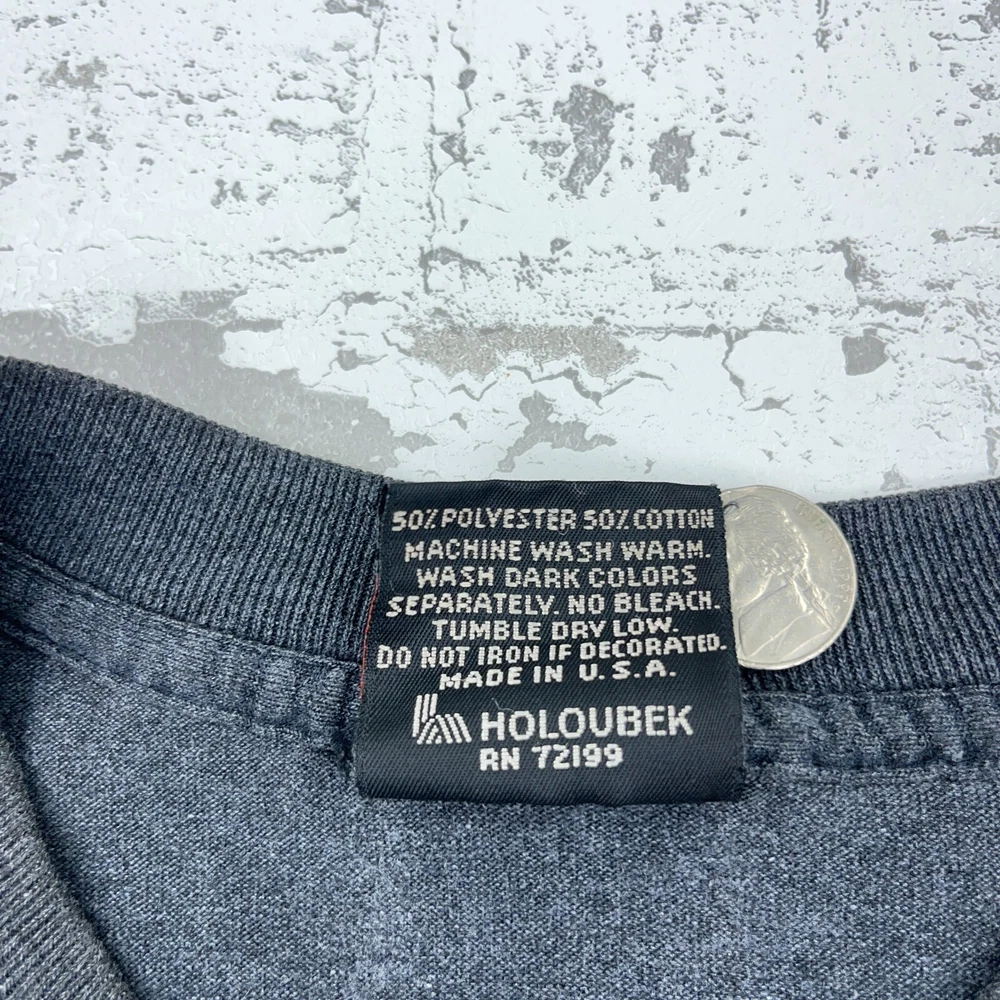 50% POLYESTER 50% COTTON
MACHINE WASH WARM.
WASH DARK COLORS
SEPARATELY. NO BLEACH.
TUMBLE DRY LOW.
DO NOT IRON IF DECORATED.
MADE IN U.S.A.
HOLOUBEK
RN 72199